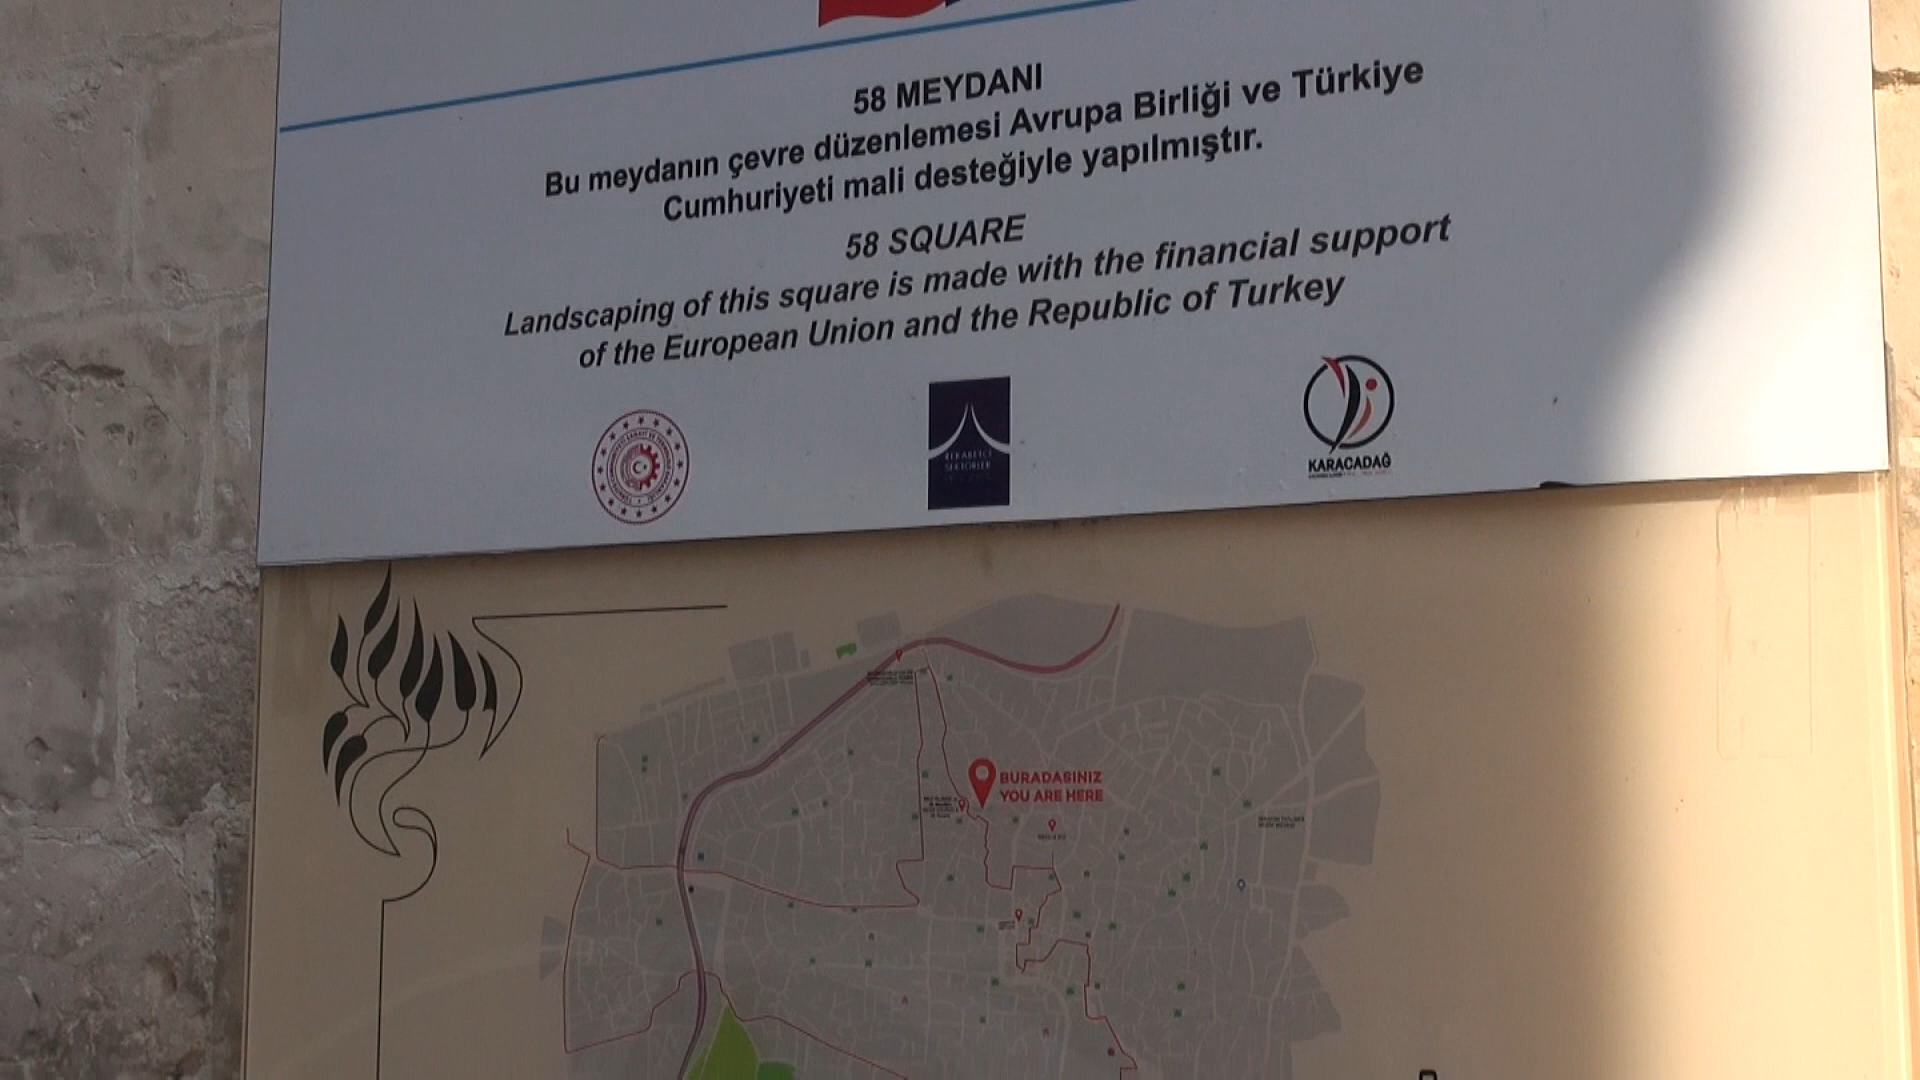 58 MEYDANI
Bu meydanın çevre düzenlemesi Avrupa Birliği ve Türkiye
Cumhuriyeti mali desteğiyle yapılmıştır.
58 SQUARE
Landscaping of this square is made with the financial support
of the European Union and the Republic of Turkey
REKABETÇİ
SEKTÖRLER
KARACADAĞ
BURADASINIZ
YOU ARE HERE